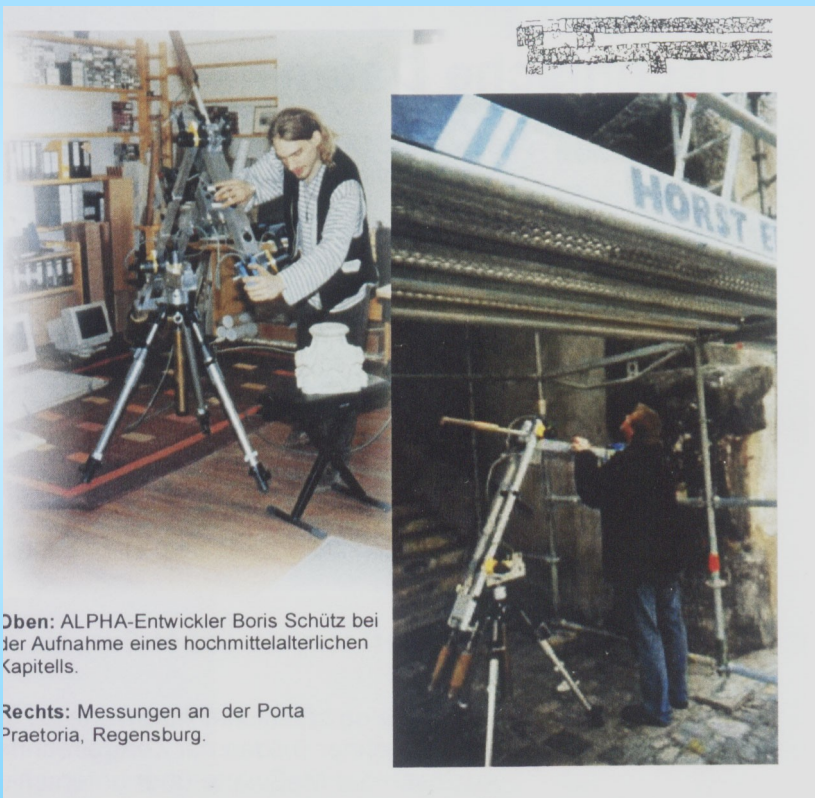 HORST E
Oben: ALPHA-Entwickler Boris Schütz bei
der Aufnahme eines hochmittelalterlichen
Kapitells.
Rechts: Messungen an der Porta
Praetoria, Regensburg.